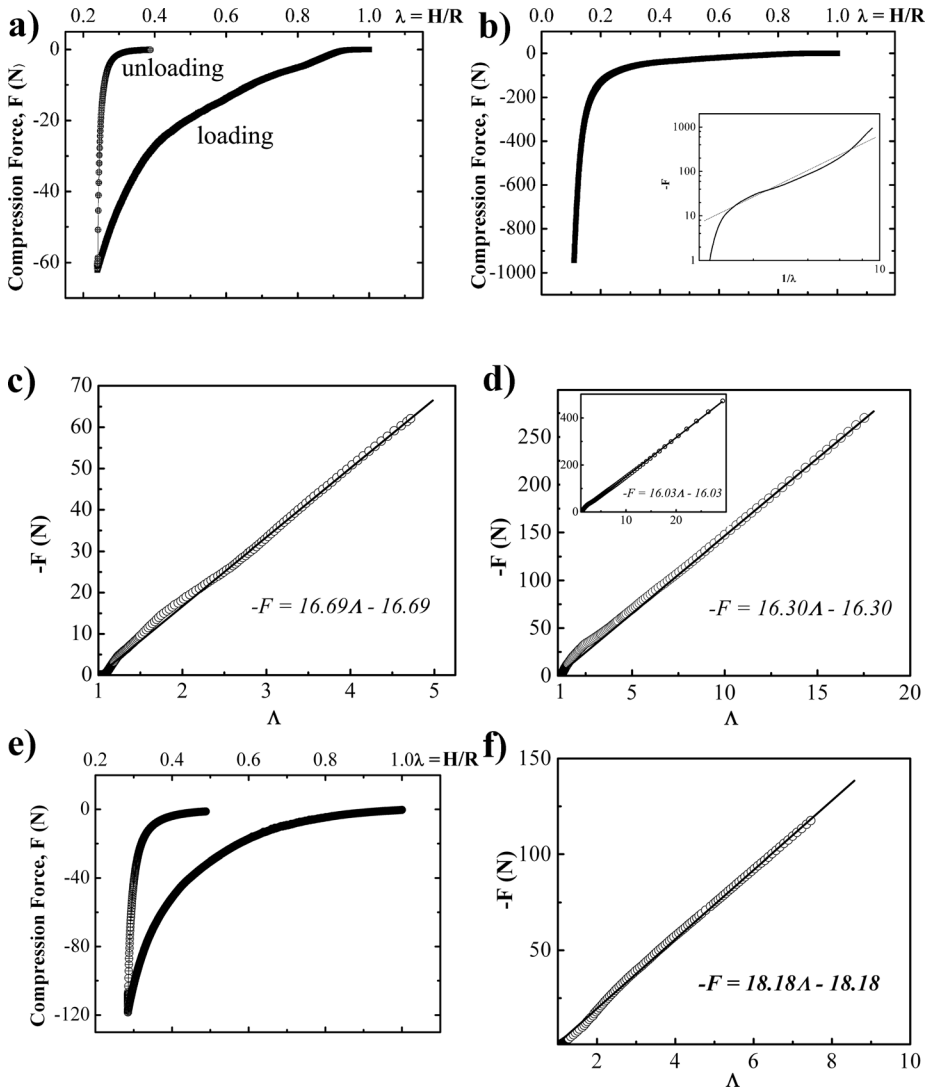 a)
0.2 0.4 0.6 0.8 1.0 λ = H/R
Compression Force, F (N)
0
-20
-40
-60
unloading
loading
b)
0.0 0.2 0.4 0.6 0.8 1.0 λ = H/R
Compression Force, F (N)
0
-200
-400
-600
-800
-1000
-F
1000
100
10
1
10
1/λ
c)
-F (N)
70
60
50
40
30
20
10
0
-F = 16.69Λ - 16.69
1 2 3 4 5
Λ
d)
-F (N)
250
225
200
175
150
125
100
75
50
25
0
400
200
0
10 20
-F = 16.03Λ - 16.03
-F = 16.30Λ - 16.30
1 5 10 15 20
Λ
e)
0.2 0.4 0.6 0.8 1.0 λ = H/R
Compression Force, F (N)
0
-40
-80
-120
f)
-F (N)
150
100
50
-F = 18.18Λ - 18.18
2 4 6 8 10
Λ